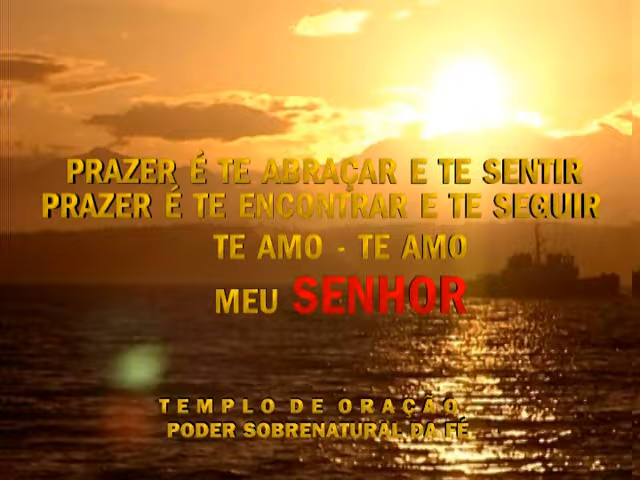 PRAZER É TE ABRAÇAR E TE SENTIR
PRAZER É TE ENCONTRAR E TE SEGUIR
TE AMO - TE AMO
MEU SENHOR
TEMPLO DE ORAÇÃO
PODER SOBRENATURAL DA FÉ